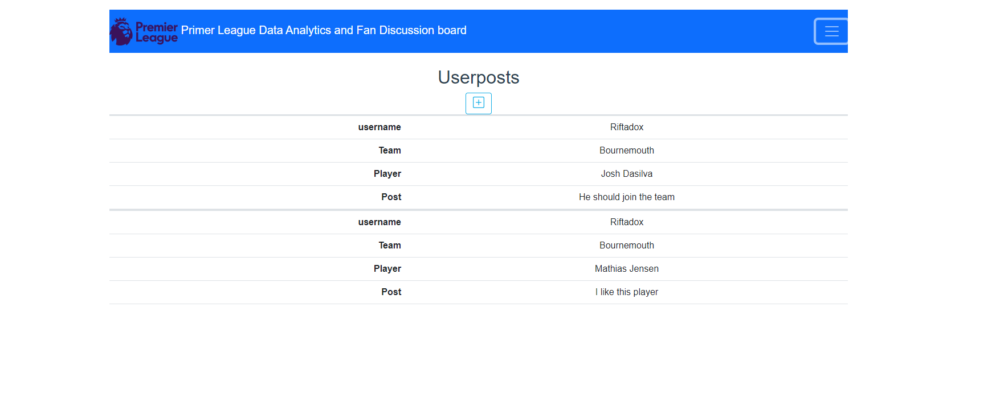 Premier League Primer League Data Analytics and Fan Discussion board
Userposts
username Riftadox
Team Bournemouth
Player Josh Dasilva
Post He should join the team
username Riftadox
Team Bournemouth
Player Mathias Jensen
Post I like this player